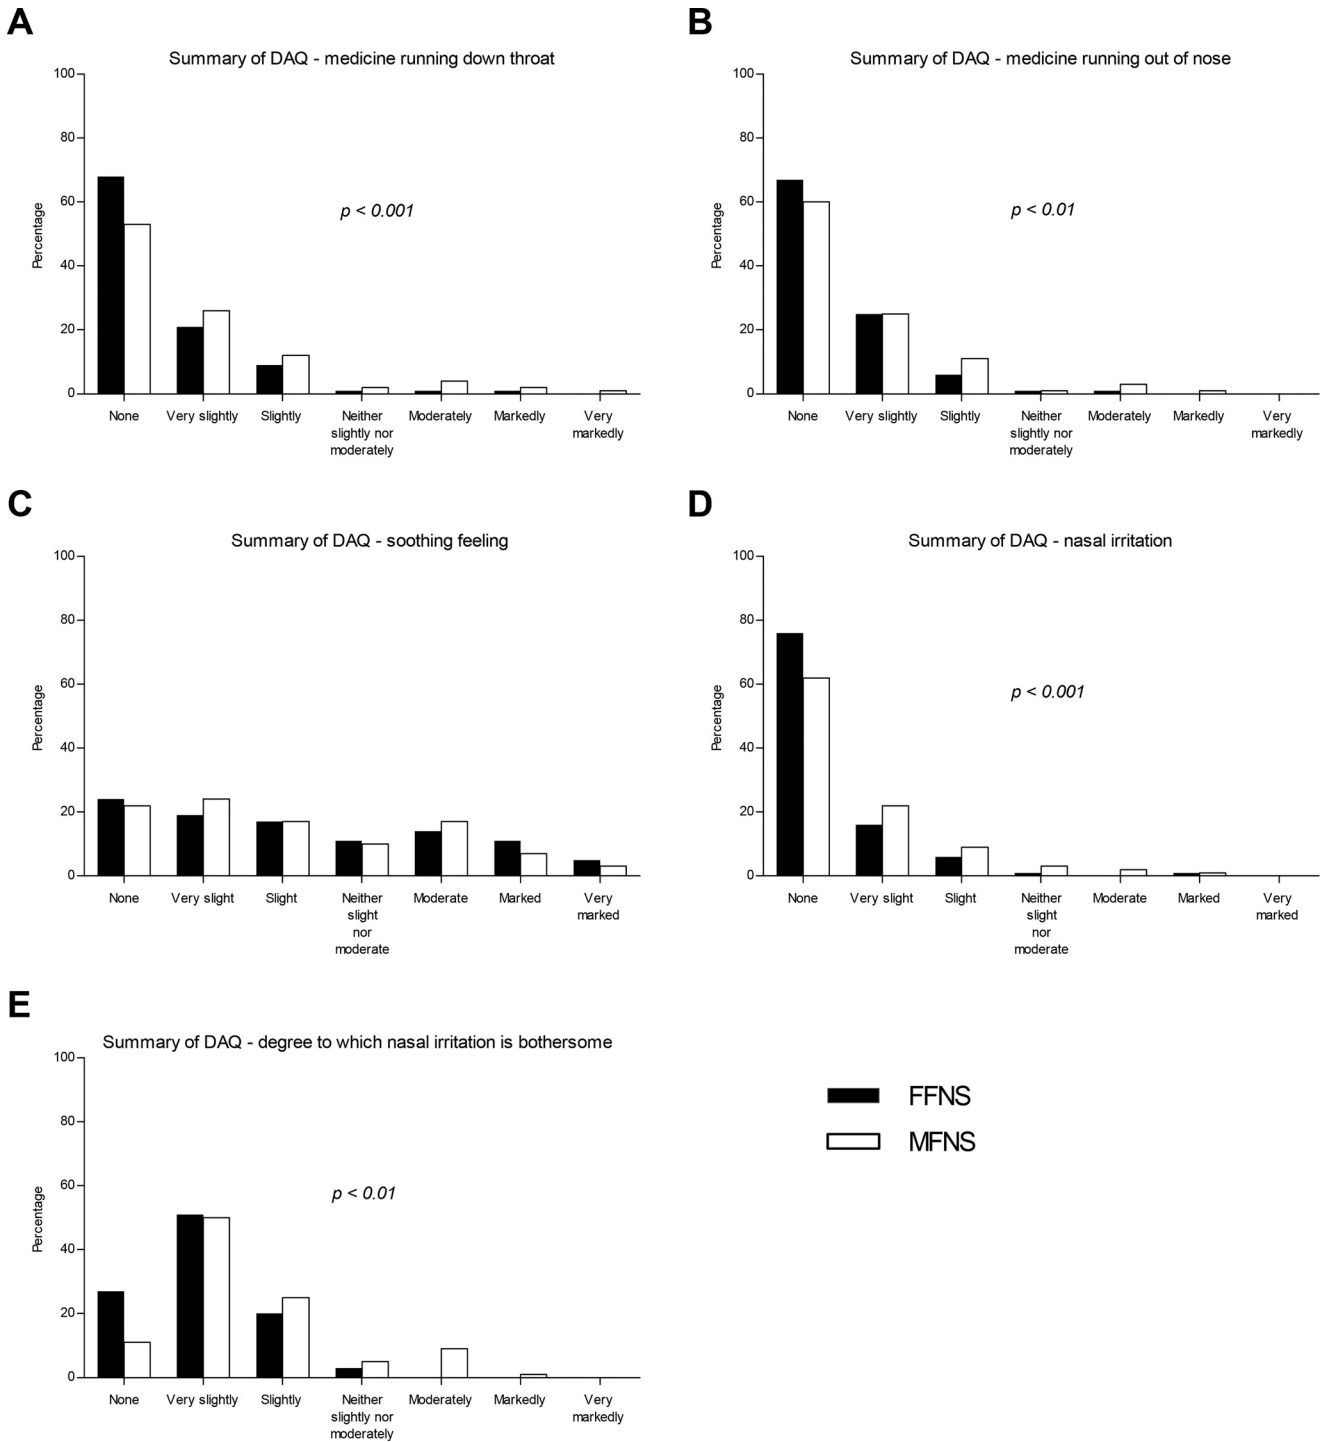 A
Summary of DAQ - medicine running down throat
100
80
60
40
20
0
Percentage
p < 0.001
None
Very slightly
Slightly
Neither
slightly nor
moderately
Moderately
Markedly
Very
markedly
B
Summary of DAQ - medicine running out of nose
100
80
60
40
20
0
Percentage
p < 0.01
None
Very slightly
Slightly
Neither
slightly nor
moderately
Moderately
Markedly
Very
markedly
C
Summary of DAQ - soothing feeling
100
80
60
40
20
0
Percentage
None
Very slight
Slight
Neither
slight
nor
moderate
Moderate
Marked
Very
marked
D
Summary of DAQ - nasal irritation
100
80
60
40
20
0
Percentage
p < 0.001
None
Very slight
Slight
Neither
slight
nor
moderate
Moderate
Marked
Very
marked
E
Summary of DAQ - degree to which nasal irritation is bothersome
100
80
60
40
20
0
Percentage
p < 0.01
None
Very slightly
Slightly
Neither
slightly nor
moderately
Moderately
Markedly
Very
markedly
FFNS
MFNS